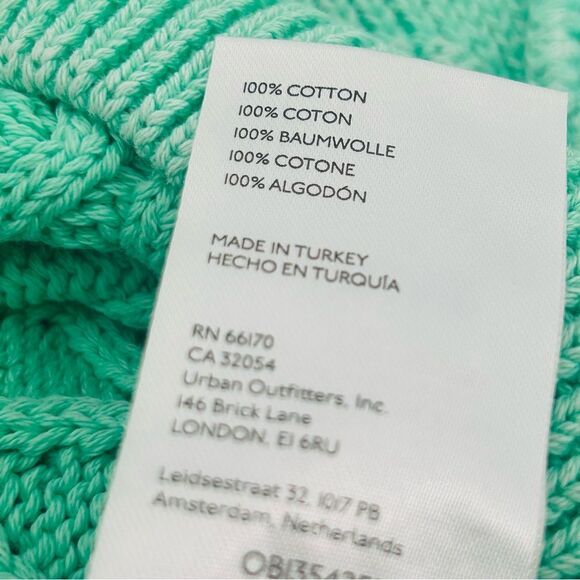 100% COTTON
100% COTON
100% BAUMWOLLE
100% COTONE
100% ALGODÓN
MADE IN TURKEY
HECHO EN TURQUÍA
RN 66170
CA 32054
Urban Outfitters, Inc.
146 Brick Lane
LONDON, E1 6RU
Leidsestraat 32, 1017 PB
Amsterdam, Netherlands